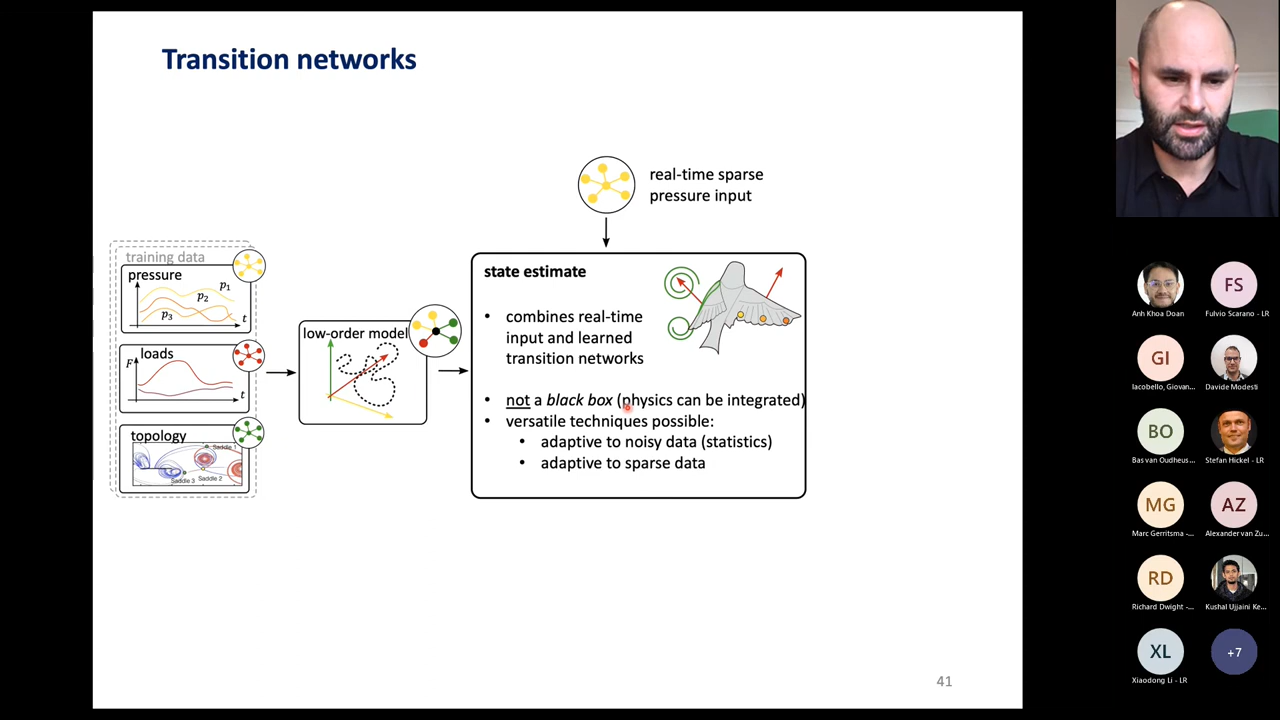 Transition networks
real-time sparse
pressure input
training data
pressure
p1
p2
p3
t
loads
F
t
topology
Saddle 1
Saddle 2
Saddle 3
low-order model
state estimate
• combines real-time
input and learned
transition networks
• not a black box (physics can be integrated)
• versatile techniques possible:
• adaptive to noisy data (statistics)
• adaptive to sparse data
41
Anh Khoa Doan
FS
Fulvio Scarano - LR
GI
Iacobello, Giovan...
Davide Modesti
BO
Bas van Oudheus...
Stefan Hickel - LR
MG
Marc Gerritsma -...
AZ
Alexander van Zu...
RD
Richard Dwight -...
Kushal Ujjaini Ke...
XL
Xiaodong Li - LR
+7